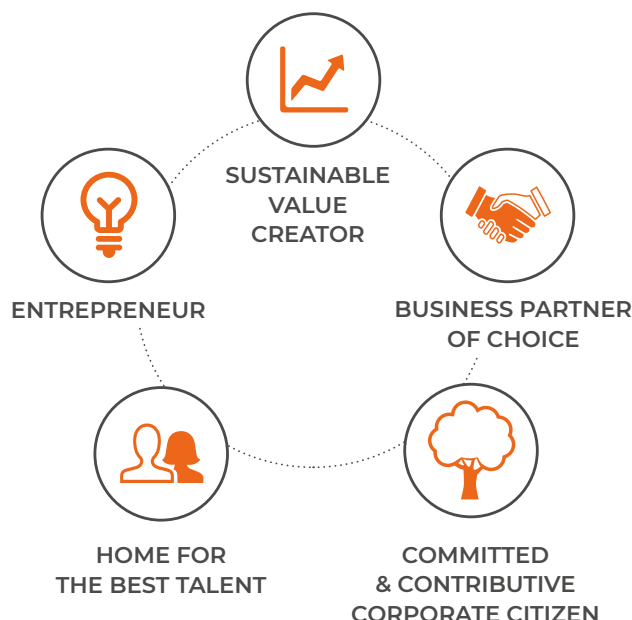 SUSTAINABLE
VALUE
CREATOR
ENTREPRENEUR
BUSINESS PARTNER
OF CHOICE
HOME FOR
THE BEST TALENT
COMMITTED
& CONTRIBUTIVE
CORPORATE CITIZEN